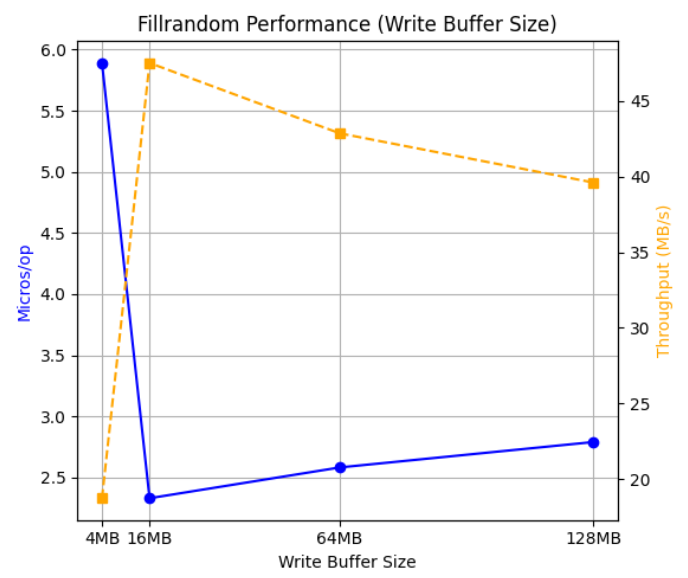 Fillrandom Performance (Write Buffer Size)
6.0
5.5
5.0
4.5
4.0
3.5
3.0
2.5
Micros/op
45
40
35
30
25
20
Throughput (MB/s)
4MB 16MB 64MB 128MB
Write Buffer Size